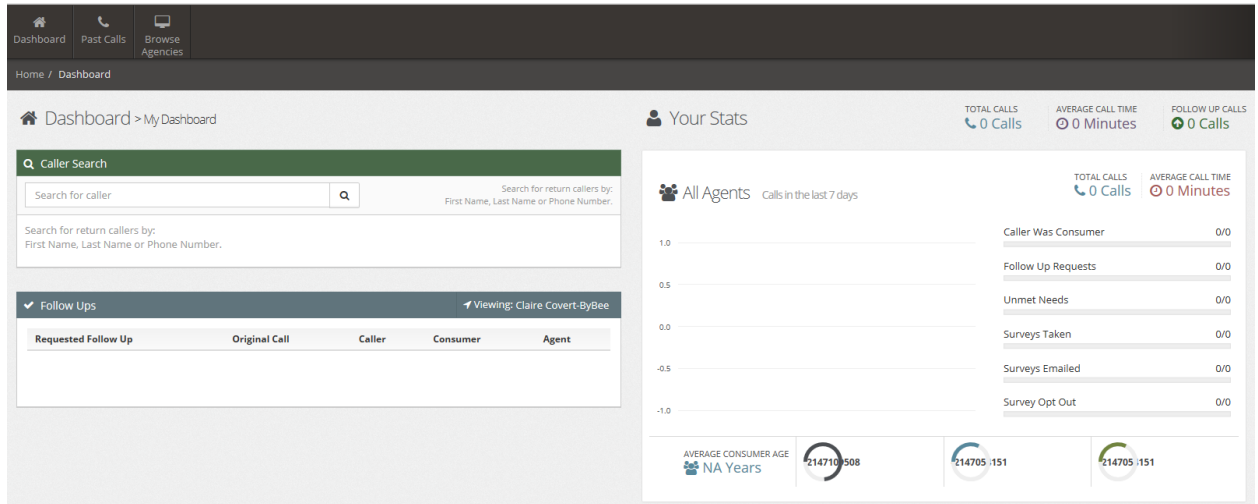 Dashboard
Past Calls
Browse
Agencies
Home / Dashboard
Dashboard > My Dashboard
Caller Search
Search for caller
Search for return callers by:
First Name, Last Name or Phone Number.
Search for return callers by:
First Name, Last Name or Phone Number.
Follow Ups
Viewing: Claire Covert-ByBee
Requested Follow Up Original Call Caller Consumer Agent
Your Stats
TOTAL CALLS
0 Calls
AVERAGE CALL TIME
0 Minutes
FOLLOW UP CALLS
0 Calls
All Agents Calls in the last 7 days
TOTAL CALLS
0 Calls
AVERAGE CALL TIME
0 Minutes
1.0
0.5
0.0
-0.5
-1.0
Caller Was Consumer 0/0
Follow Up Requests 0/0
Unmet Needs 0/0
Surveys Taken 0/0
Surveys Emailed 0/0
Survey Opt Out 0/0
AVERAGE CONSUMER AGE
NA Years